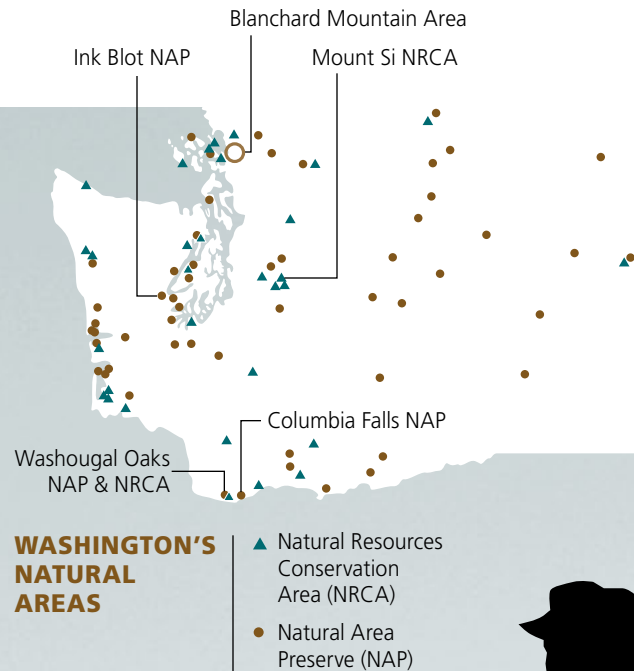 Blanchard Mountain Area
Ink Blot NAP
Mount Si NRCA
Columbia Falls NAP
Washougal Oaks
NAP & NRCA
WASHINGTON'S
NATURAL
AREAS
Natural Resources
Conservation
Area (NRCA)
Natural Area
Preserve (NAP)